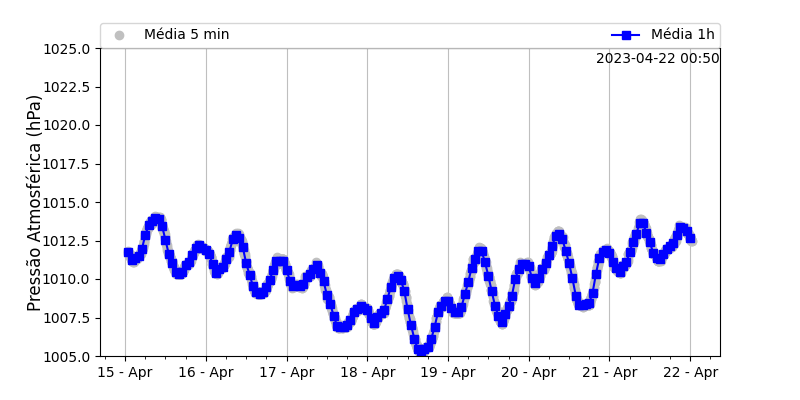 Média 5 min
Média 1h
2023-04-22 00:50
Pressão Atmosférica (hPa)
1025.0
1022.5
1020.0
1017.5
1015.0
1012.5
1010.0
1007.5
1005.0
15 - Apr
16 - Apr
17 - Apr
18 - Apr
19 - Apr
20 - Apr
21 - Apr
22 - Apr